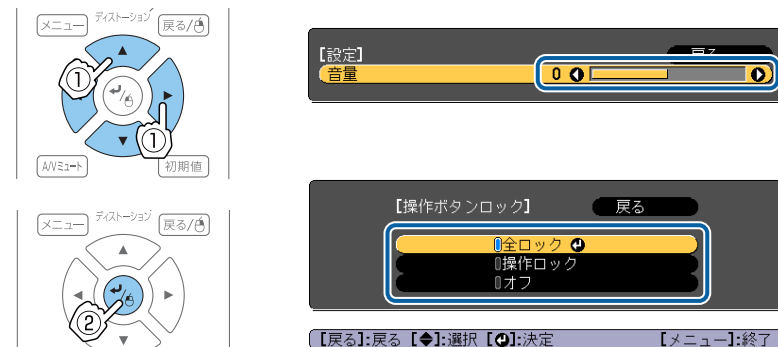 ディストーション
メニュー
戻る/
①
①
A/Vミュート
初期値
[設定]
戻る
音量
0
ディストーション
メニュー
戻る/
②
[操作ボタンロック]
戻る
全ロック
操作ロック
オフ
[戻る]:戻る [◆]:選択 [⏎]:決定 [メニュー]:終了